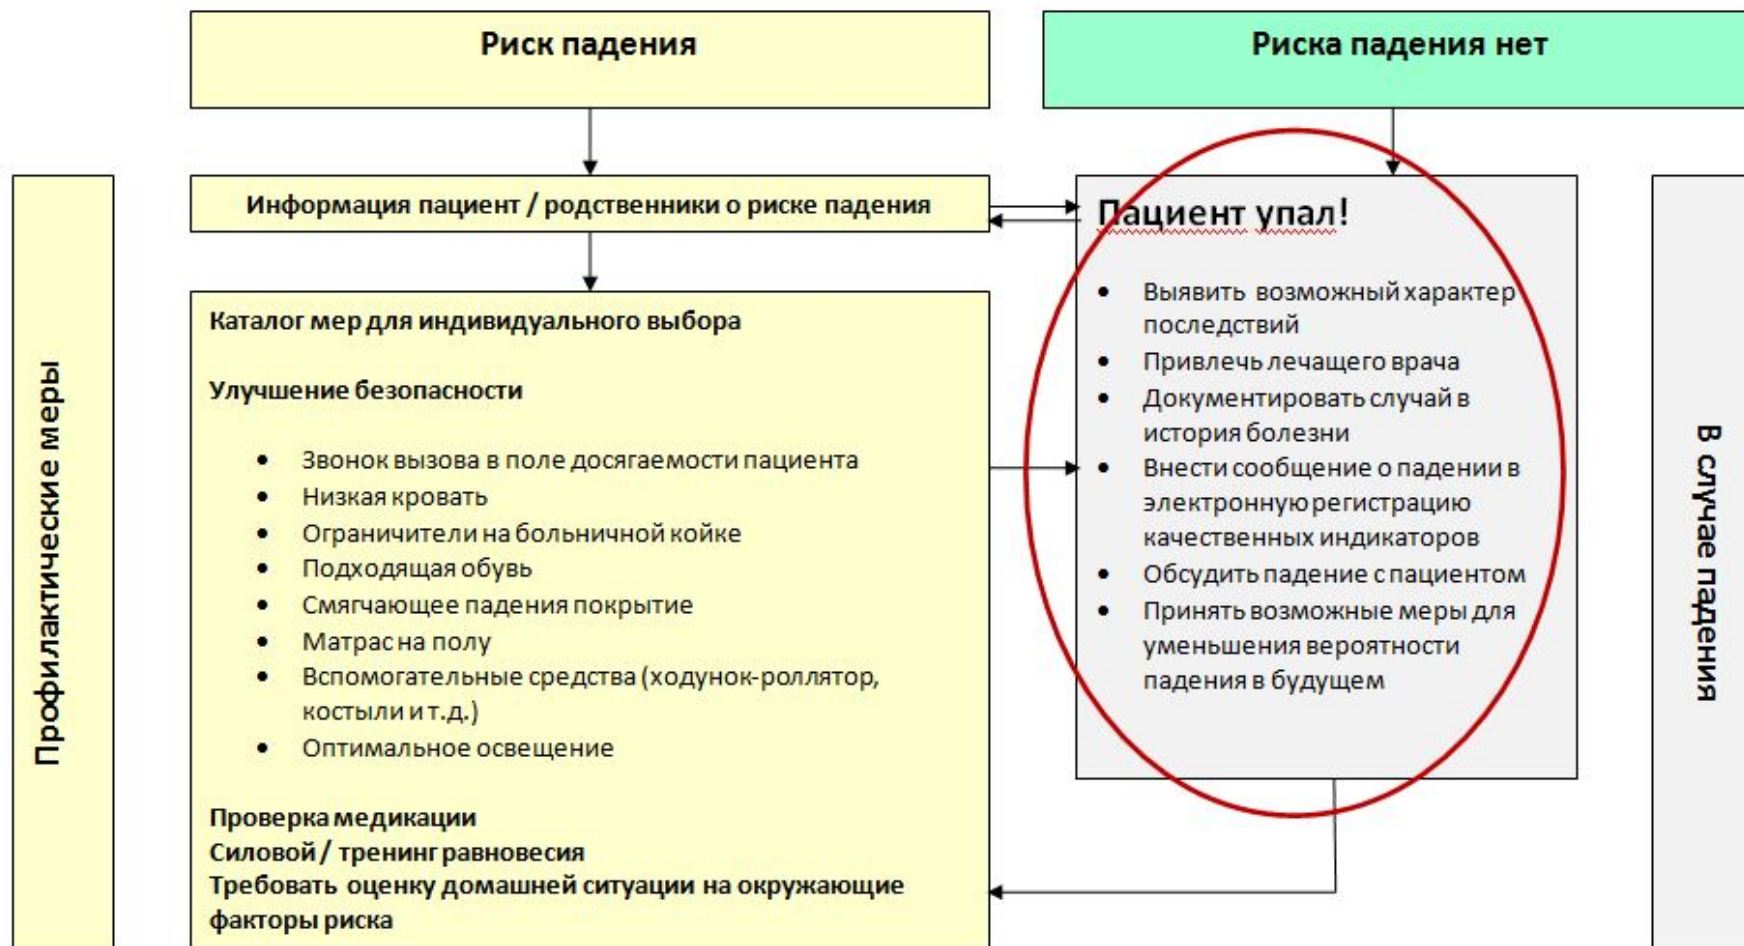 Риск падения
Риска падения нет
Профилактические меры
Информация пациент / родственники о риске падения
Каталог мер для индивидуального выбора
Улучшение безопасности
• Звонок вызова в поле досягаемости пациента
• Низкая кровать
• Ограничители на больничной койке
• Подходящая обувь
• Смягчающее падения покрытие
• Матрас на полу
• Вспомогательные средства (ходунок-роллятор,
костыли и т.д.)
• Оптимальное освещение
Проверка медикации
Силовой / тренинг равновесия
Требовать оценку домашней ситуации на окружающие
факторы риска
Пациент упал!
• Выявить возможный характер
последствий
• Привлечь лечащего врача
• Документировать случай в
история болезни
• Внести сообщение о падении в
электронную регистрацию
качественных индикаторов
• Обсудить падение с пациентом
• Принять возможные меры для
уменьшения вероятности
падения в будущем
В случае падения